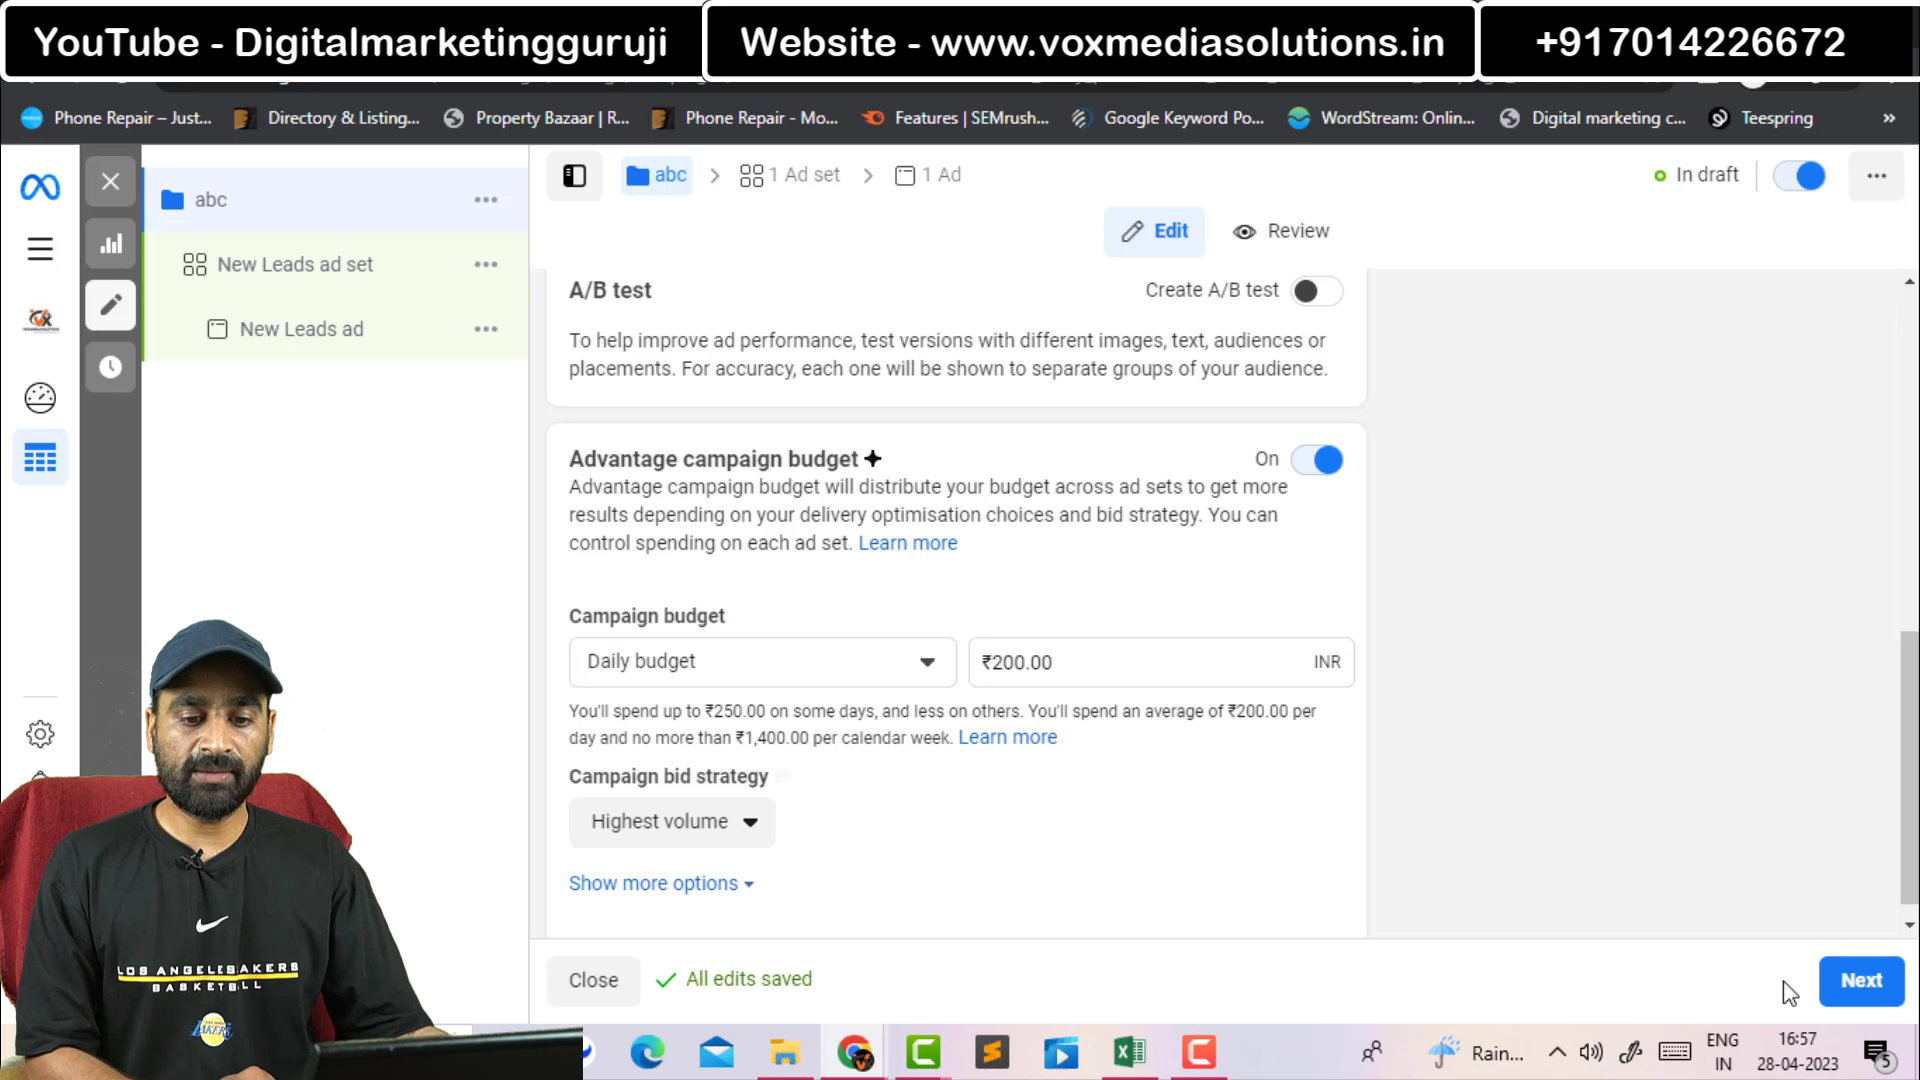 YouTube - Digitalmarketingguruji
Website - www.voxmediasolutions.in
+917014226672
Phone Repair – Just...
Directory & Listing...
Property Bazaar | R...
Phone Repair - Mo...
Features | SEMrush...
Google Keyword Po...
WordStream: Onlin...
Digital marketing c...
Teespring
abc
New Leads ad set
New Leads ad
abc
1 Ad set
1 Ad
In draft
Edit
Review
A/B test
Create A/B test
To help improve ad performance, test versions with different images, text, audiences or
placements. For accuracy, each one will be shown to separate groups of your audience.
Advantage campaign budget
On
Advantage campaign budget will distribute your budget across ad sets to get more
results depending on your delivery optimisation choices and bid strategy. You can
control spending on each ad set. Learn more
Campaign budget
Daily budget
₹200.00
INR
You'll spend up to ₹250.00 on some days, and less on others. You'll spend an average of ₹200.00 per
day and no more than ₹1,400.00 per calendar week. Learn more
Campaign bid strategy
Highest volume
Show more options
Close
All edits saved
Next
LOS ANGELES LAKERS
BASKETBALL
LAKERS
Rain...
ENG
IN
16:57
28-04-2023
5